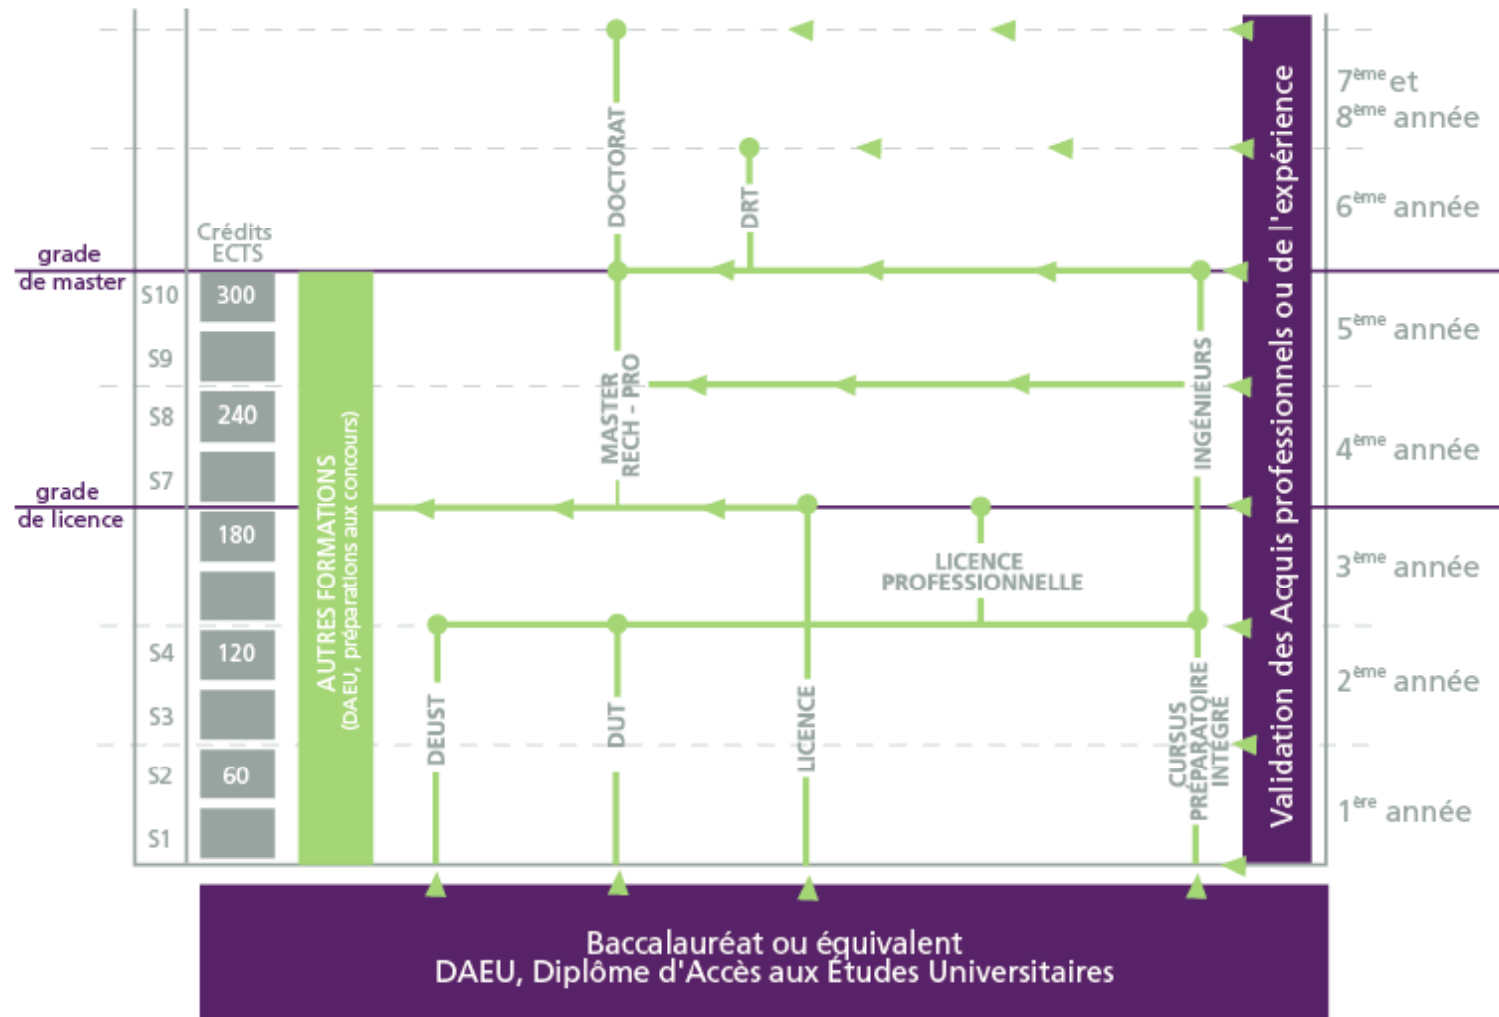 7ème et
8ème année
6ème année
5ème année
4ème année
3ème année
2ème année
1ère année
Validation des Acquis professionnels ou de l'expérience
DOCTORAT
DRT
Crédits
ECTS
grade
de master
S10
300
S9
S8
240
S7
grade
de licence
180
S4
120
S3
S2
60
S1
AUTRES FORMATIONS
(DAEU, préparations aux concours)
MASTER
RECH - PRO
INGÉNIEURS
LICENCE
PROFESSIONNELLE
DEUST
DUT
LICENCE
CURSUS
PRÉPARATOIRE
INTÉGRÉ
Baccalauréat ou équivalent
DAEU, Diplôme d'Accès aux Études Universitaires